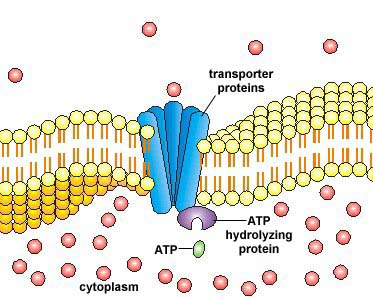 transporter
proteins
ATP
hydrolyzing
protein
ATP
cytoplasm